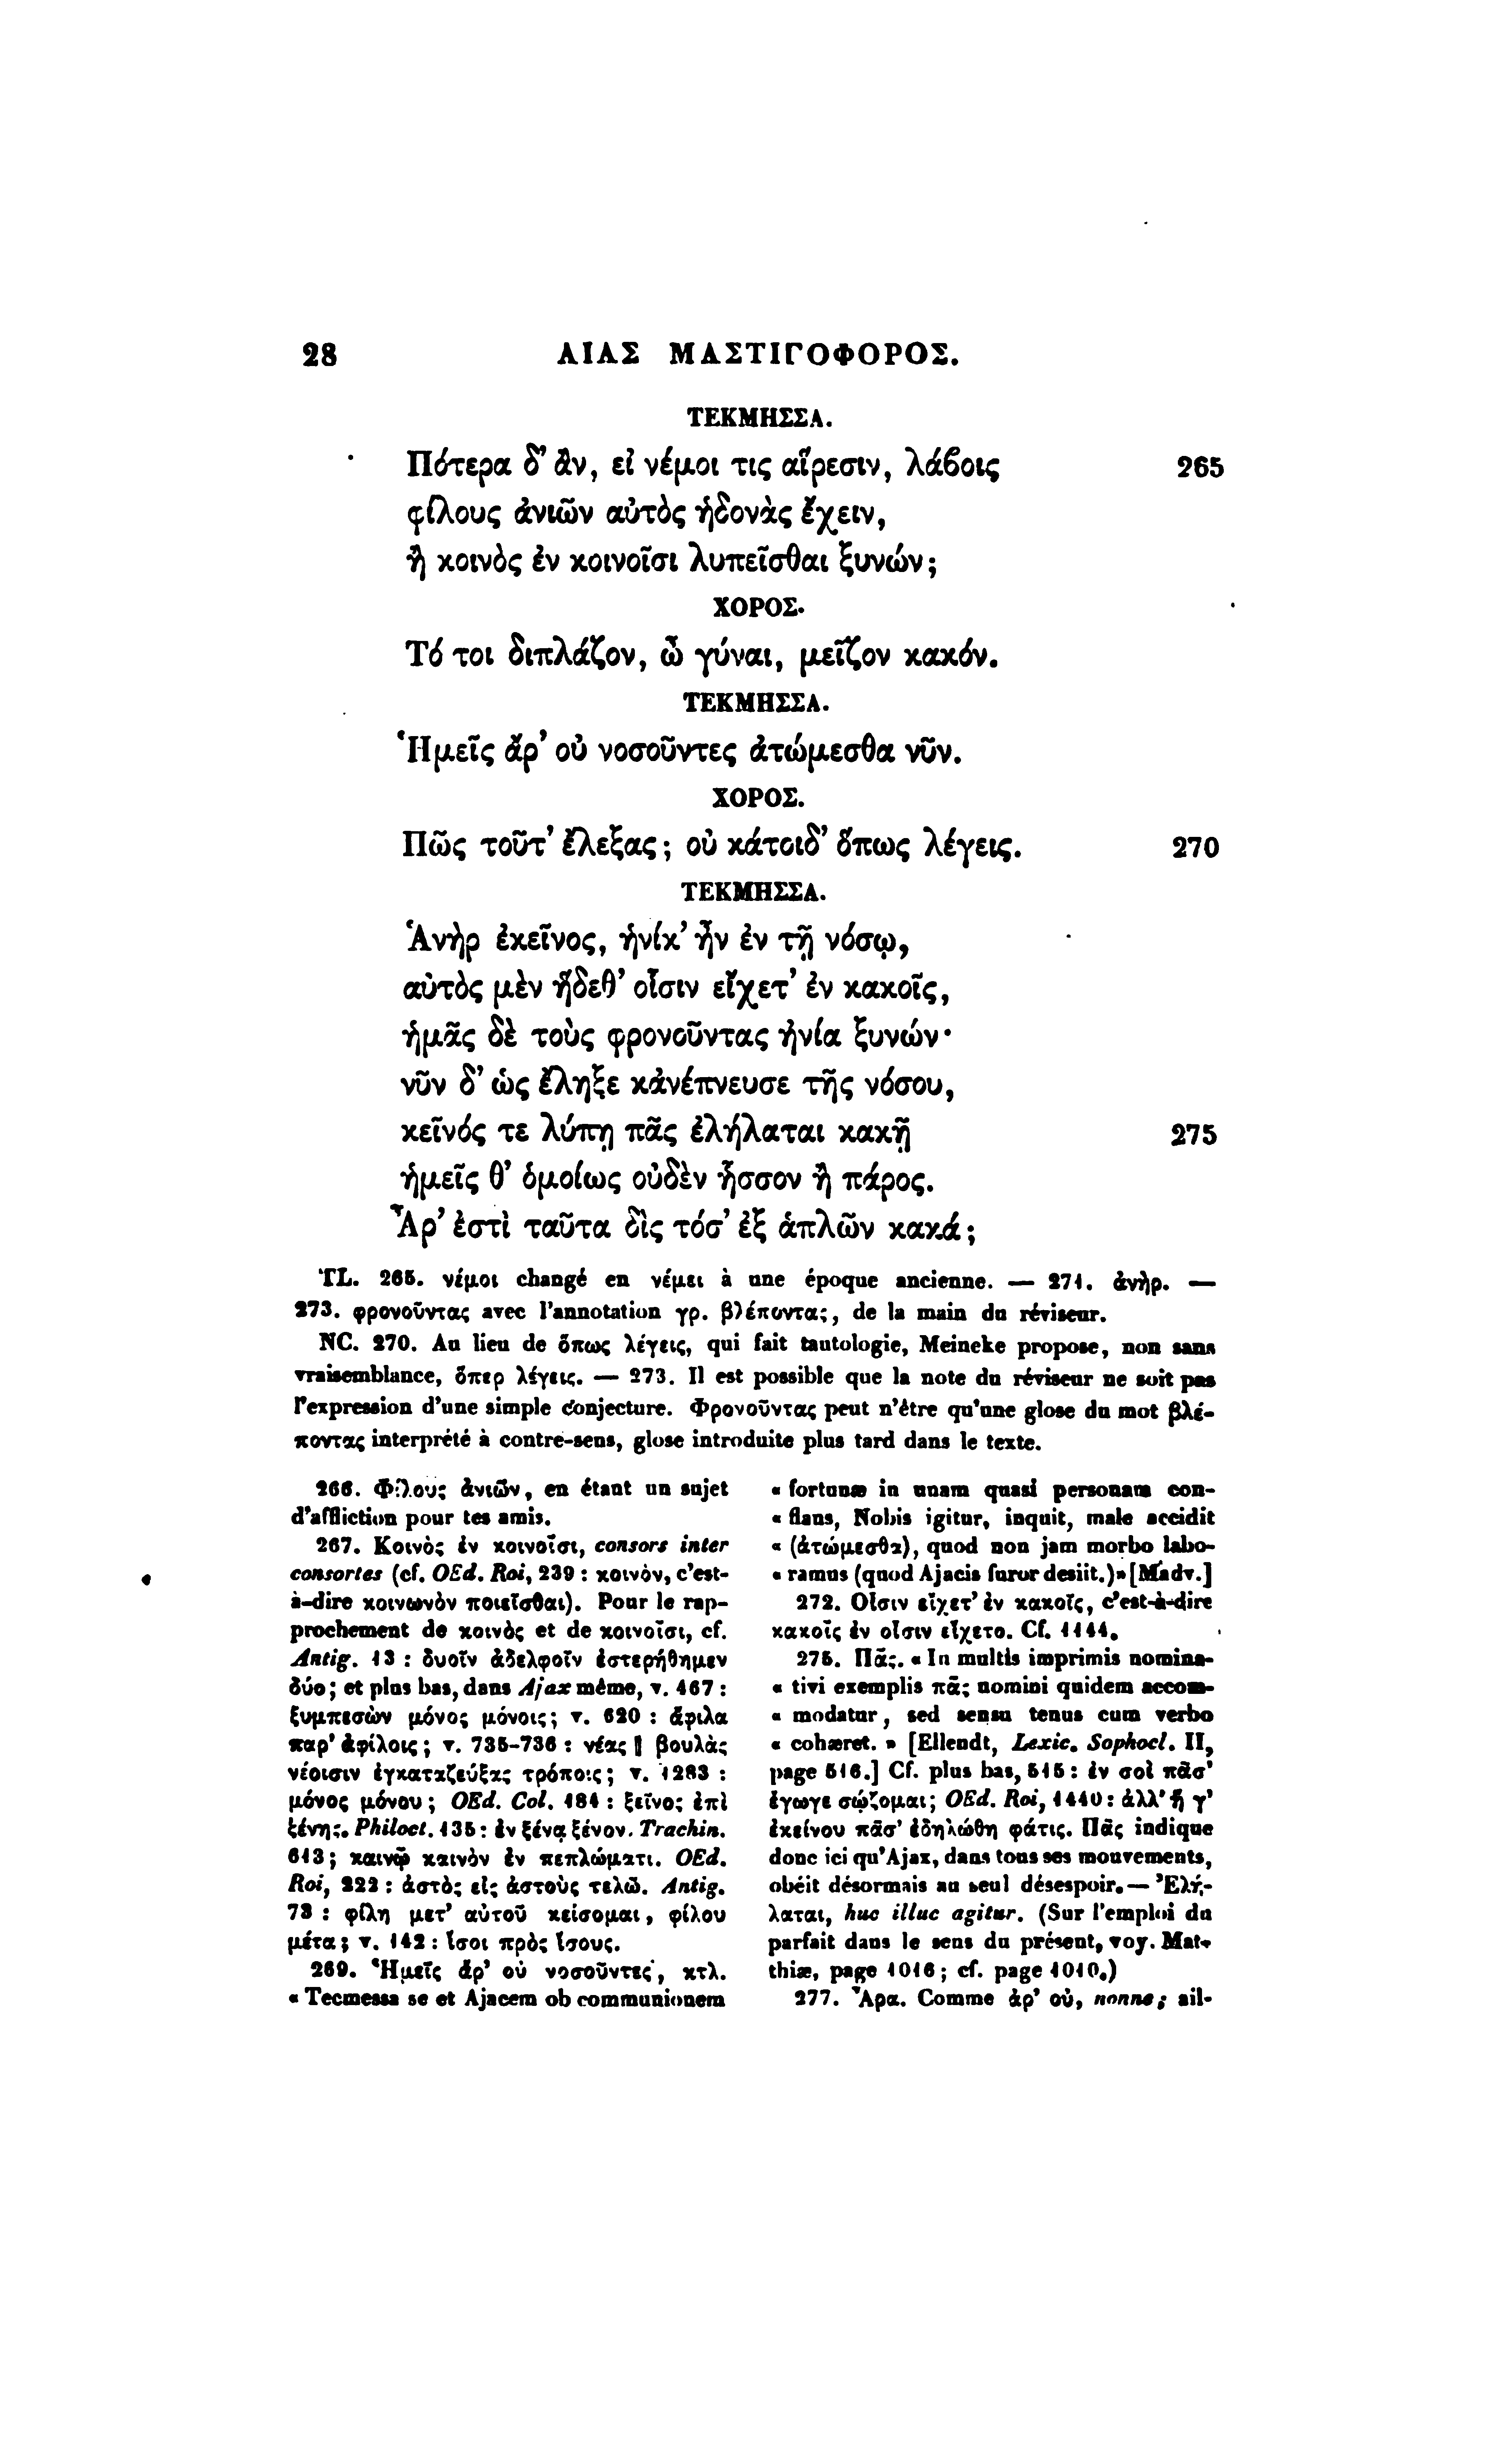 28
ΑΙΑΣ ΜΑΣΤΙΓΟΦΟΡΟΣ.
ΤΕΚΜΗΣΣΑ.
Πότερα δ’ ἂν, εἰ νέμοι τις αἵρεσιν, λάϐοις 265
φίλους ἀνιῶν αὐτὸς ἡδονὰς ἔχειν,
ἢ κοινὸς ἐν κοινοῖσι λυπεῖσθαι ξυνών;
ΧΟΡΟΣ.
Τό τοι διπλάζον, ὦ γύναι, μεῖζον κακόν.
ΤΕΚΜΗΣΣΑ.
Ἡμεῖς ἄρ’ οὐ νοσοῦντες ἀτώμεσθα νῦν.
ΧΟΡΟΣ.
Πῶς τοῦτ’ ἔλεξας; οὐ κάτοιδ’ ὅπως λέγεις. 270
ΤΕΚΜΗΣΣΑ.
Ἁνὴρ ἐκεῖνος, ἡνίκ’ ἦν ἐν τῇ νόσῳ,
αὐτὸς μὲν ἥδεθ’ οἷσιν εἴχετ’ ἐν κακοῖς,
ἡμᾶς δὲ τοὺς φρονοῦντας ἠνία ξυνών·
νῦν δ’ ὡς ἔληξε κἀνέπνευσε τῆς νόσου,
κεῖνός τε λύπῃ πᾶς ἐλήλαται κακῇ 275
ἡμεῖς θ’ ὁμοίως οὐδὲν ἧσσον ἢ πάρος.
Ἆρ’ ἐστὶ ταῦτα δὶς τόσ’ ἐξ ἁπλῶν κακά;
TL. 265. νέμοι changé en νέμει à une époque ancienne. — 271. ἀνὴρ. —
273. φρονοῦντας avec l’annotation γρ. βλέποντας, de la main du réviseur.
NC. 270. Au lieu de ὅπως λέγεις, qui fait tautologie, Meineke propose, non sans
vraisemblance, ὅπερ λέγεις. — 273. Il est possible que la note du réviseur ne soit pas
l’expression d’une simple conjecture. Φρονοῦντας peut n’être qu’une glose du mot βλέ-
ποντας interprété à contre-sens, glose introduite plus tard dans le texte.
266. Φίλους ἀνιῶν, en étant un sujet
d’affliction pour tes amis.
267. Κοινὸς ἐν κοινοῖσι, consors inter
consortes (cf. OEd. Roi, 239 : κοινὸν, c’est-
à-dire κοινωνὸν ποιεῖσθαι). Pour le rap-
prochement de κοινὸς et de κοινοῖσι, cf.
Antig. 13 : δυοῖν ἀδελφοῖν ἐστερήθημεν
δύο; et plus bas, dans Ajax même, v. 467 :
ξυμπεσὼν μόνος μόνοις; v. 620 : ἄφιλα
παρ’ ἀφίλοις; v. 735-736 : νέας ‖ βουλὰς
νέοισιν ἐγκαταζεύξας τρόποις; v. 1283 :
μόνος μόνου; OEd. Col. 184 : ξεῖνος ἐπὶ
ξένης. Philoct. 135 : ἐν ξένᾳ ξένον. Trachin.
613; καινῷ καινὸν ἐν πεπλώματι. OEd.
Roi, 222 : ἀστὸς εἰς ἀστοὺς τελῶ. Antig.
73 : φίλη μετ’ αὐτοῦ κείσομαι, φίλου
μέτα; v. 142 : ἴσοι πρὸς ἴσους.
269. Ἡμεῖς ἄρ’ οὐ νοσοῦντες, κτλ.
« Tecmessa se et Ajacem ob communionem
« fortunæ in unam quasi personam con-
« flans, Nobis igitur, inquit, male accidit
« (ἀτώμεσθα), quod non jam morbo labo-
« ramus (quod Ajacis furor desiit.) » [Madv.]
272. Οἷσιν εἴχετ’ ἐν κακοῖς, c’est-à-dire
κακοῖς ἐν οἷσιν εἴχετο. Cf. 1144.
275. Πᾶς. « In multis imprimis nomina-
« tivi exemplis πᾶς nomini quidem accom-
« modatur, sed sensu tenus cum verbo
« cohæret. » [Ellendt, Lexic. Sophocl. II,
page 516.] Cf. plus bas, 515 : ἐν σοὶ πᾶσ’
ἔγωγε σῴζομαι; OEd. Roi, 1440 : ἀλλ’ ἥ γ’
ἐκείνου πᾶσ’ ἐδηλώθη φάτις. Πᾶς indique
donc ici qu’Ajax, dans tous ses mouvements,
obéit désormais au seul désespoir. — Ἐλή-
λαται, huc illuc agitur. (Sur l’emploi du
parfait dans le sens du présent, voy. Mat-
thiæ, page 1016; cf. page 1010.)
277. Ἆρα. Comme ἆρ’ οὐ, nonne; ail-